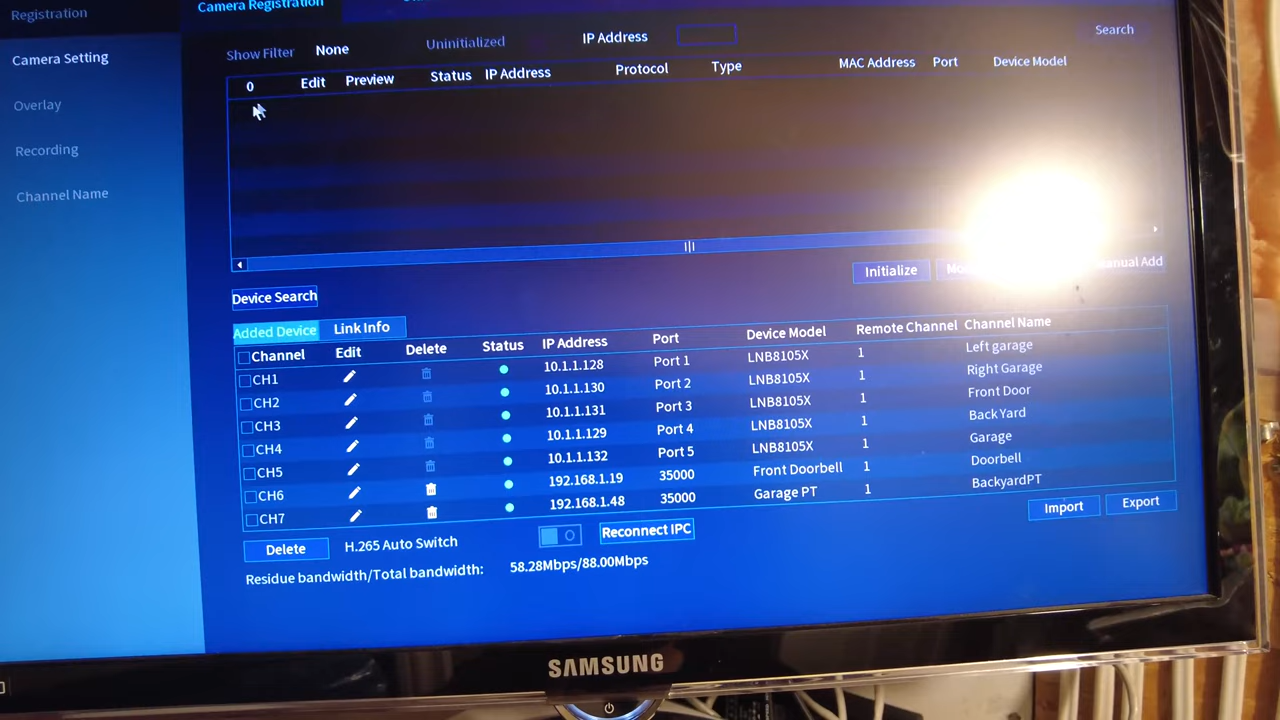 Registration
Camera Registration
Camera Setting
Overlay
Recording
Channel Name
Show Filter None Uninitialized IP Address Search
0 Edit Preview Status IP Address Protocol Type MAC Address Port Device Model
Initialize Manual Add
Device Search
Added Device Link Info
Channel Edit Delete Status IP Address Port Device Model Remote Channel Channel Name
CH1 10.1.1.128 Port 1 LNB8105X 1 Left garage
CH2 10.1.1.130 Port 2 LNB8105X 1 Right Garage
CH3 10.1.1.131 Port 3 LNB8105X 1 Front Door
CH4 10.1.1.129 Port 4 LNB8105X 1 Back Yard
CH5 10.1.1.132 Port 5 LNB8105X 1 Garage
CH6 192.168.1.19 35000 Front Doorbell 1 Doorbell
CH7 192.168.1.48 35000 Garage PT 1 BackyardPT
Delete H.265 Auto Switch Reconnect IPC Import Export
Residue bandwidth/Total bandwidth: 58.28Mbps/88.00Mbps
SAMSUNG